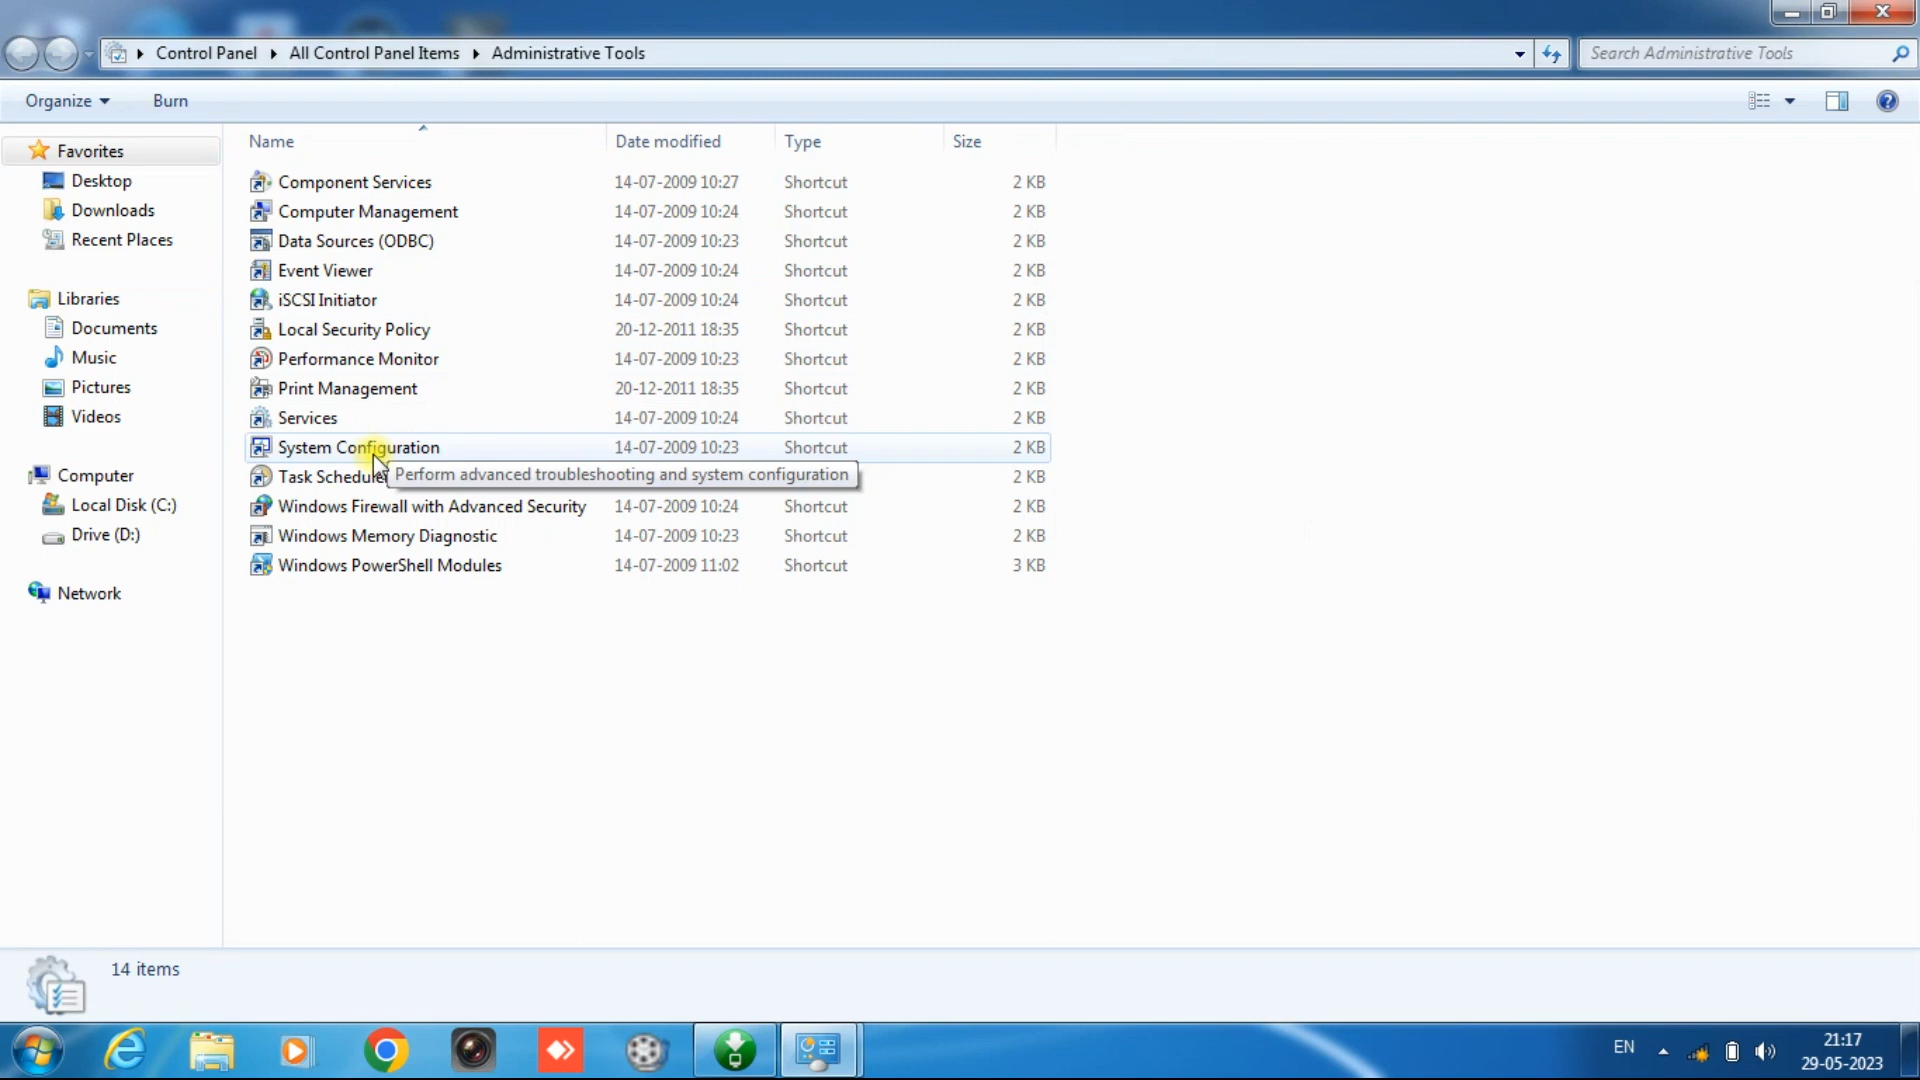 Control Panel All Control Panel Items Administrative Tools
Search Administrative Tools
Organize Burn
Name Date modified Type Size
Favorites
Desktop
Downloads
Recent Places
Libraries
Documents
Music
Pictures
Videos
Computer
Local Disk (C:)
Drive (D:)
Network
Component Services 14-07-2009 10:27 Shortcut 2 KB
Computer Management 14-07-2009 10:24 Shortcut 2 KB
Data Sources (ODBC) 14-07-2009 10:23 Shortcut 2 KB
Event Viewer 14-07-2009 10:24 Shortcut 2 KB
iSCSI Initiator 14-07-2009 10:24 Shortcut 2 KB
Local Security Policy 20-12-2011 18:35 Shortcut 2 KB
Performance Monitor 14-07-2009 10:23 Shortcut 2 KB
Print Management 20-12-2011 18:35 Shortcut 2 KB
Services 14-07-2009 10:24 Shortcut 2 KB
System Configuration 14-07-2009 10:23 Shortcut 2 KB
Task Schedule 2 KB
Perform advanced troubleshooting and system configuration
Windows Firewall with Advanced Security 14-07-2009 10:24 Shortcut 2 KB
Windows Memory Diagnostic 14-07-2009 10:23 Shortcut 2 KB
Windows PowerShell Modules 14-07-2009 11:02 Shortcut 3 KB
14 items
EN
21:17
29-05-2023